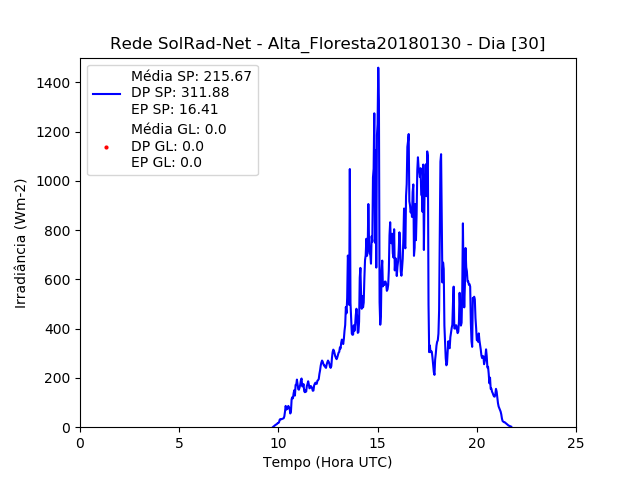 Rede SolRad-Net - Alta_Floresta20180130 - Dia [30]
Média SP: 215.67
DP SP: 311.88
EP SP: 16.41
Média GL: 0.0
DP GL: 0.0
EP GL: 0.0
Irradiância (Wm-2)
1400
1200
1000
800
600
400
200
0
0 5 10 15 20 25
Tempo (Hora UTC)